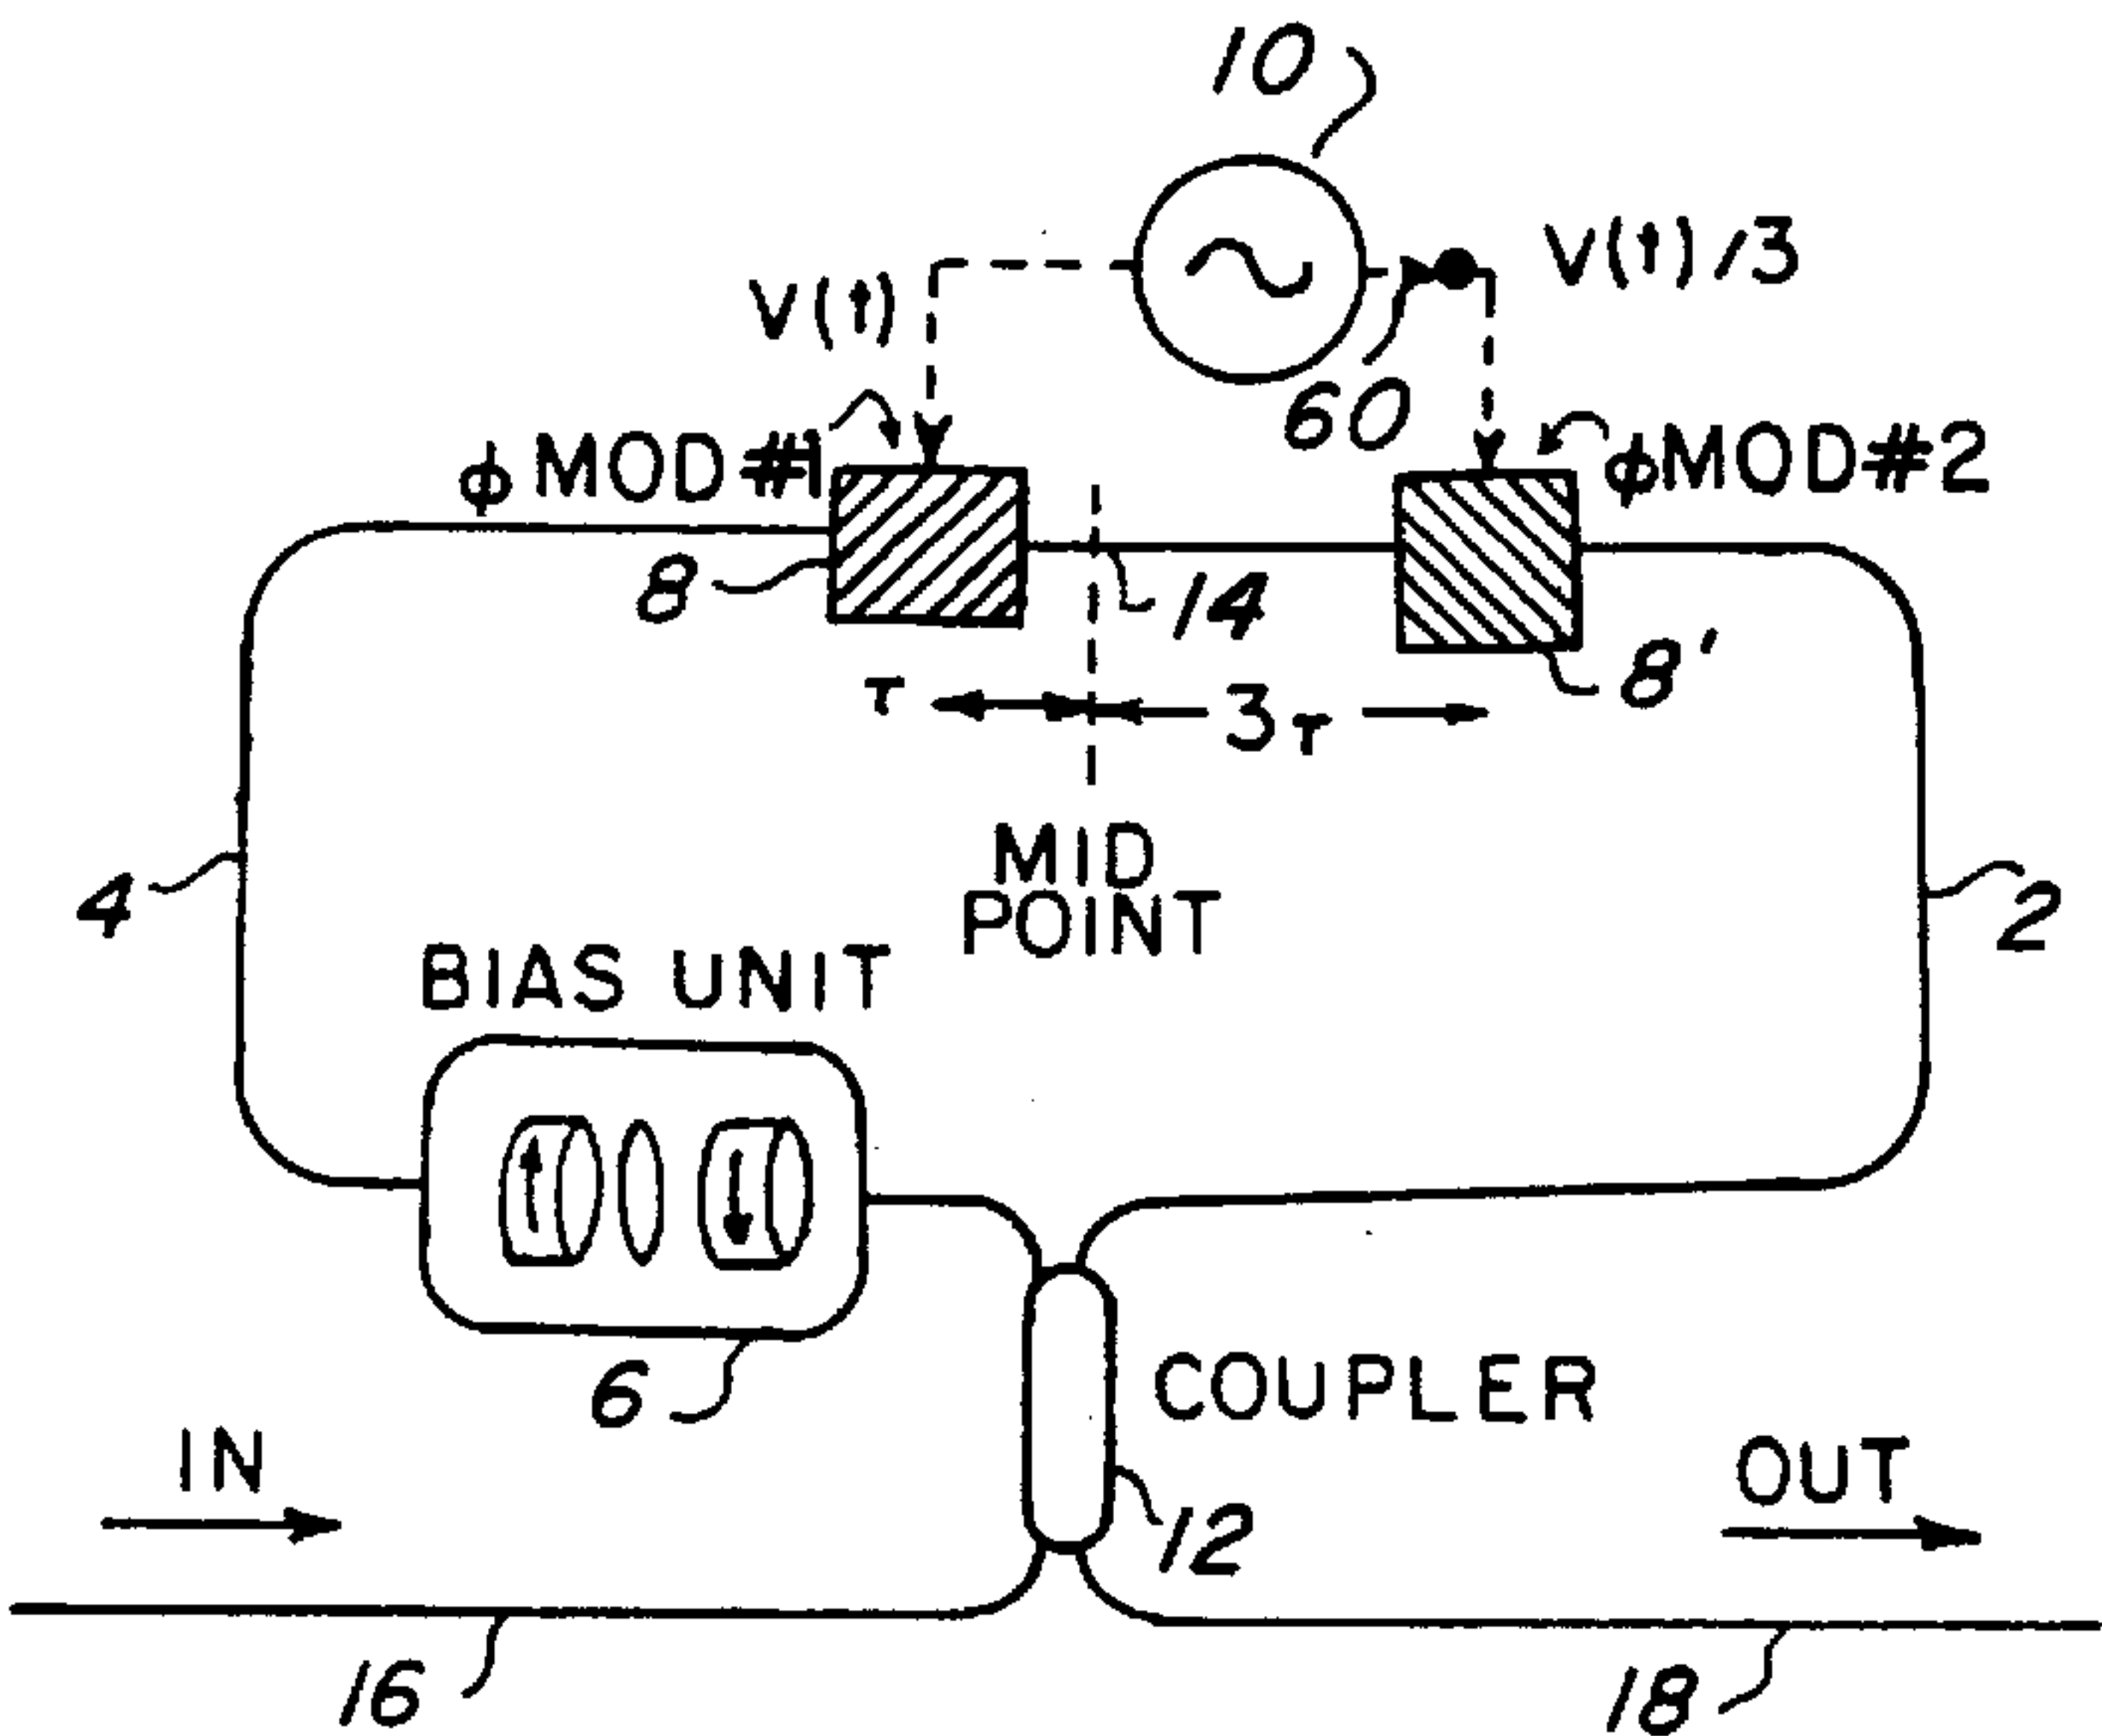 10
V(t)
V(t)/3
60
ϕ MOD #1
ϕMOD#2
8
14
8'
τ
3τ
MID
POINT
4
2
BIAS UNIT
6
COUPLER
IN
OUT
12
16
18